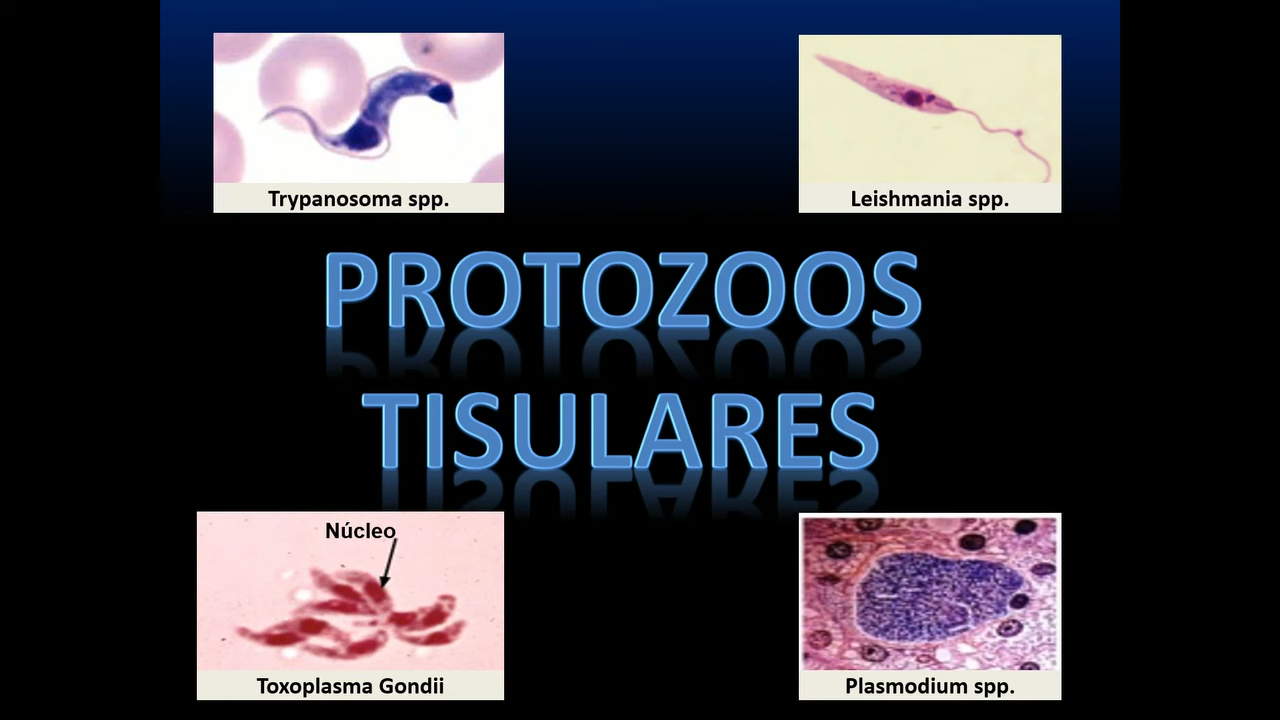 Trypanosoma spp.
Leishmania spp.
PROTOZOOS
TISULARES
Núcleo
Toxoplasma Gondii
Plasmodium spp.